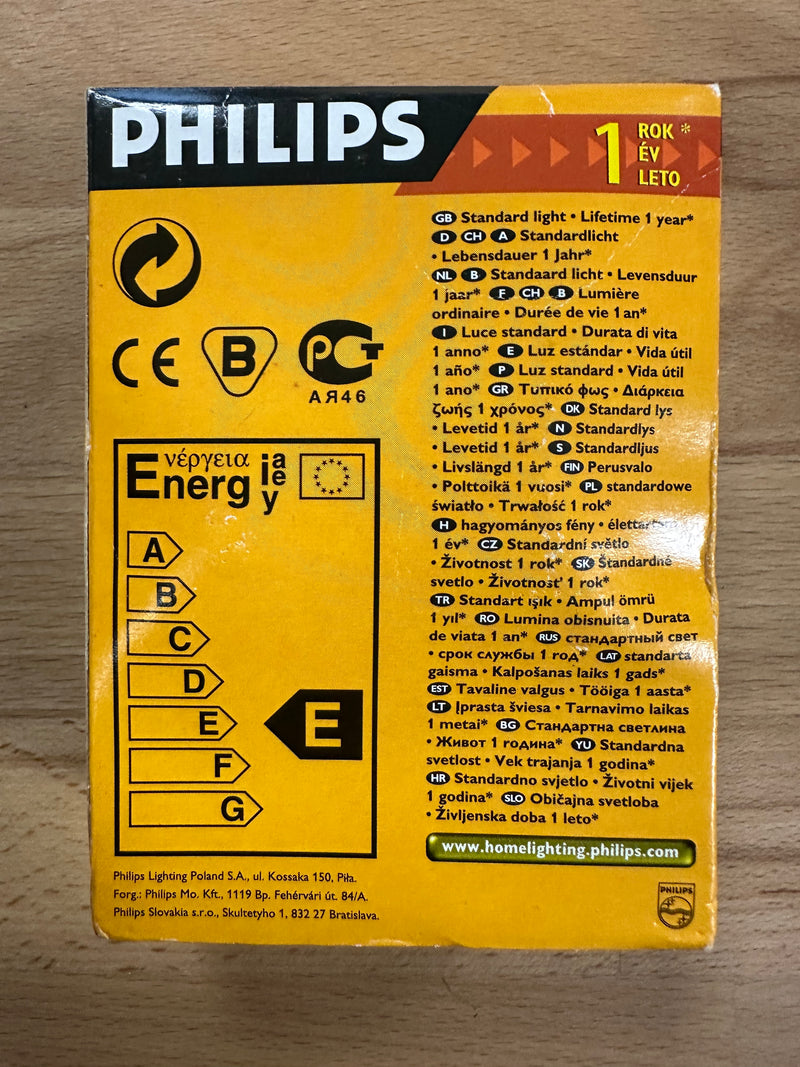 PHILIPS
1 ROK *
ÉV
LETO
GB Standard light • Lifetime 1 year*
D CH A Standardlicht
• Lebensdauer 1 Jahr*
NL B Standaard licht • Levensduur
1 jaar* F CH B Lumière
ordinaire • Durée de vie 1 an*
I Luce standard • Durata di vita
1 anno* E Luz estándar • Vida útil
1 año* P Luz standard • Vida útil
1 ano* GR Τυπικό φως • Διάρκεια
ζωής 1 χρόνος* DK Standard lys
• Levetid 1 år* N Standardlys
• Levetid 1 år* S Standardljus
• Livslängd 1 år* FIN Perusvalo
• Polttoikä 1 vuosi* PL standardowe
światło • Trwałość 1 rok*
H hagyományos fény •
1 év* CZ Standardní světlo
• Životnost 1 rok* SK Štandardné
svetlo • Životnosť 1 rok*
TR Standart ışık • Ampul ömrü
1 yıl* RO Lumina obisnuita • Durata
de viata 1 an* RUS стандартный свет
• срок службы 1 год* LAT standarta
gaisma • Kalpošanas laiks 1 gads*
EST Tavaline valgus • Tööiga 1 aasta*
LT Įprasta šviesa • Tarnavimo laikas
1 metai* BG Стандартна светлина
• Живот 1 година* YU Standardna
svetlost • Vek trajanja 1 godina*
HR Standardno svjetlo • Životni vijek
1 godina* SLO Običajna svetloba
• Življenska doba 1 leto*
www.homelighting.philips.com
PHILIPS
CE B РСТ
АЯ46
ενέργεια
Energ ia
ie
y
A
B
C
D
E
F
G
E
Philips Lighting Poland S.A., ul. Kossaka 150, Piła.
Forg.: Philips Mo. Kft., 1119 Bp. Fehérvári út. 84/A.
Philips Slovakia s.r.o., Skultetyho 1, 832 27 Bratislava.